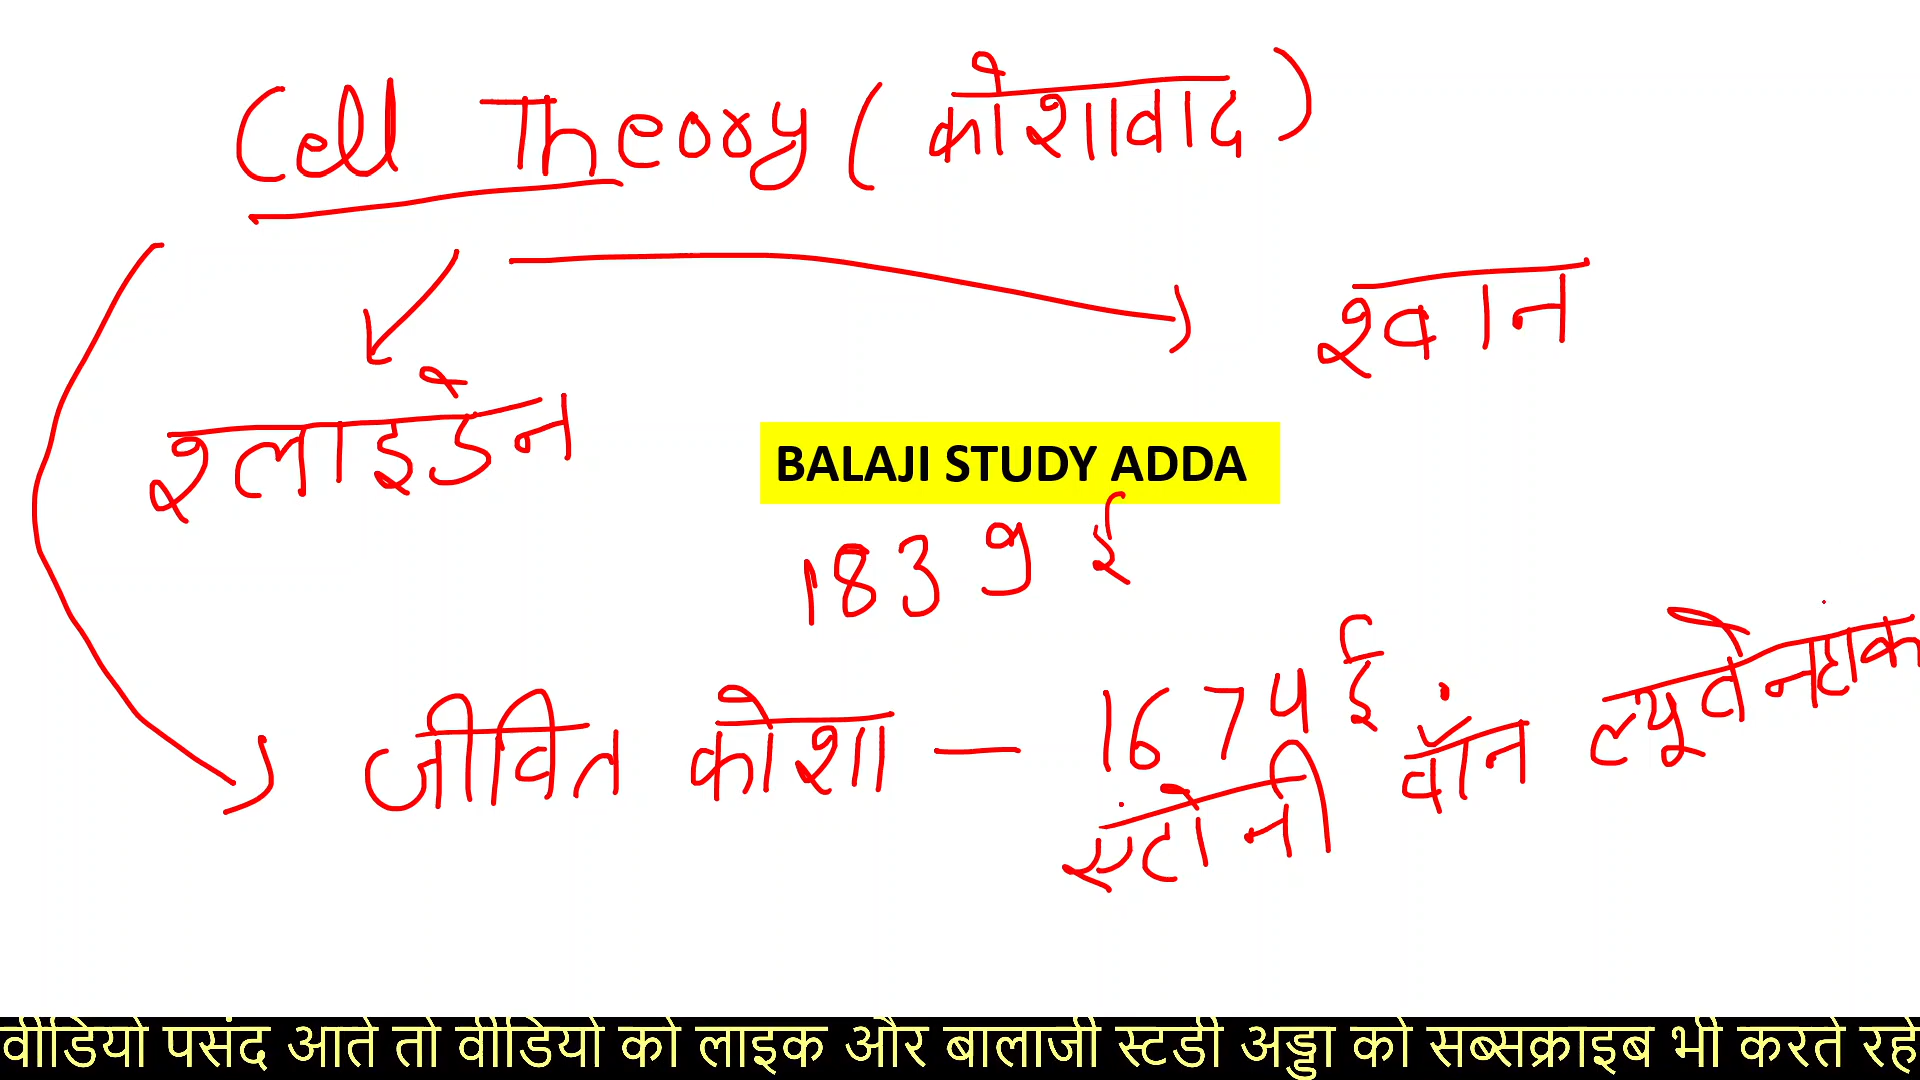 Cell Theory (कोशावाद)
श्लाइडेन श्वान
BALAJI STUDY ADDA
1839 ई
जीवित कोशा — 1674 ई
एंटोनी वॉन ल्यूवेनहाक
वीडियो पसंद आते तो वीडियो को लाइक और बालाजी स्टडी अड्डा को सब्सक्राइब भी करते रहे